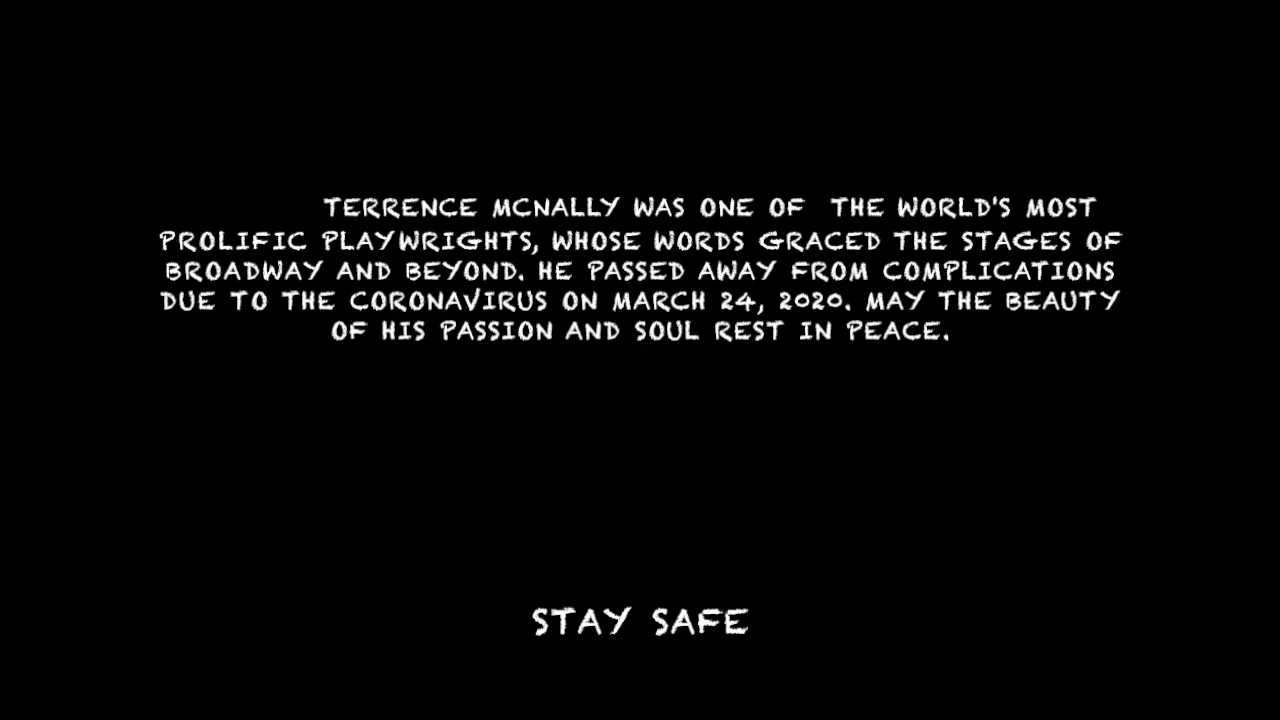 TERRENCE MCNALLY WAS ONE OF THE WORLD'S MOST
PROLIFIC PLAYWRIGHTS, WHOSE WORDS GRACED THE STAGES OF
BROADWAY AND BEYOND. HE PASSED AWAY FROM COMPLICATIONS
DUE TO THE CORONAVIRUS ON MARCH 24, 2020. MAY THE BEAUTY
OF HIS PASSION AND SOUL REST IN PEACE.
STAY SAFE